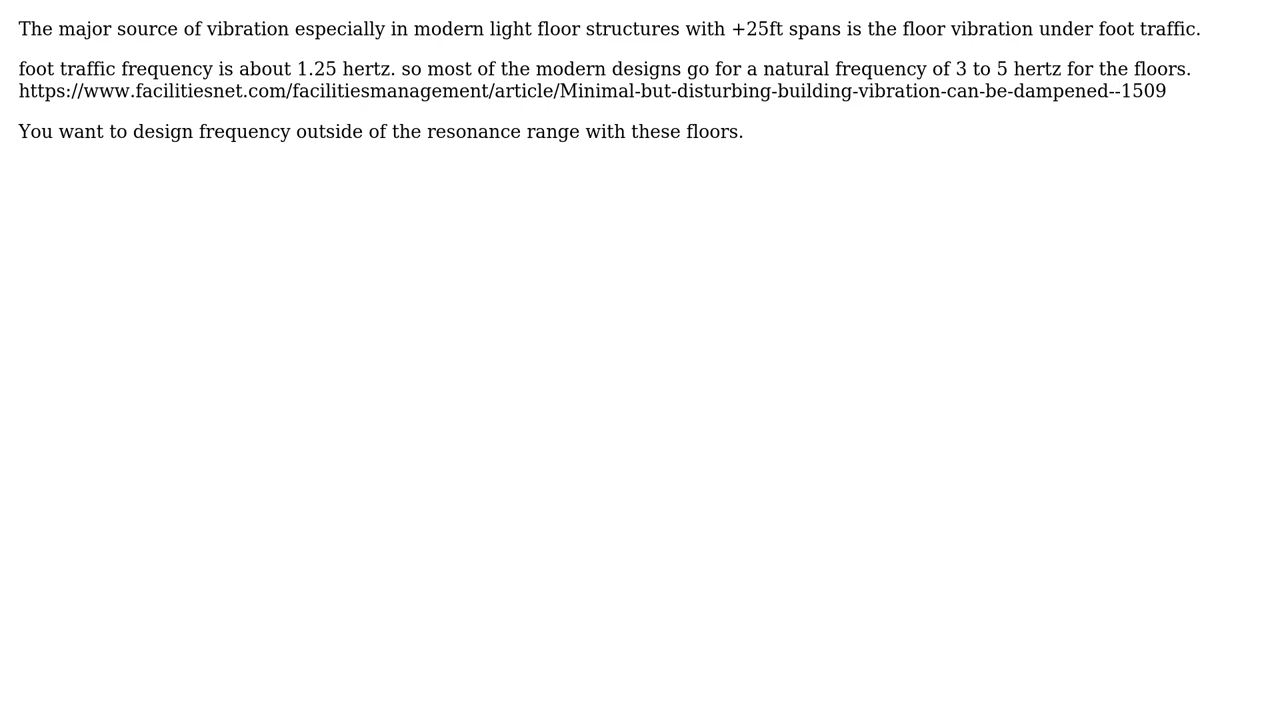 The major source of vibration especially in modern light floor structures with +25ft spans is the floor vibration under foot traffic.
foot traffic frequency is about 1.25 hertz. so most of the modern designs go for a natural frequency of 3 to 5 hertz for the floors.
https://www.facilitiesnet.com/facilitiesmanagement/article/Minimal-but-disturbing-building-vibration-can-be-dampened--1509
You want to design frequency outside of the resonance range with these floors.